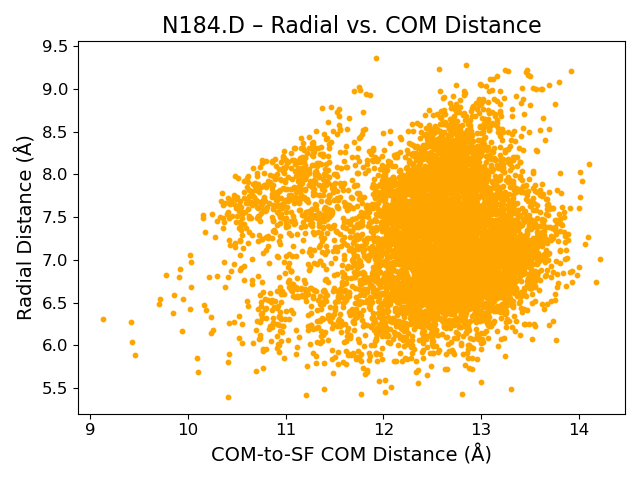 N184.D – Radial vs. COM Distance
9.5
9.0
8.5
8.0
7.5
7.0
6.5
6.0
5.5
Radial Distance (Å)
9 10 11 12 13 14
COM-to-SF COM Distance (Å)